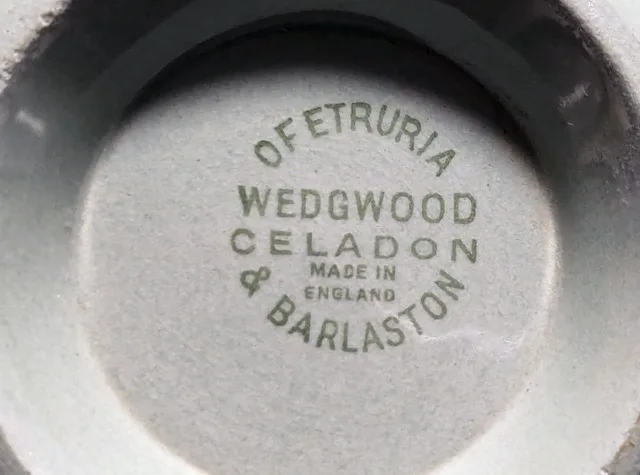 OF ETRURIA
WEDGWOOD
CELADON
MADE IN
ENGLAND
& BARLASTON